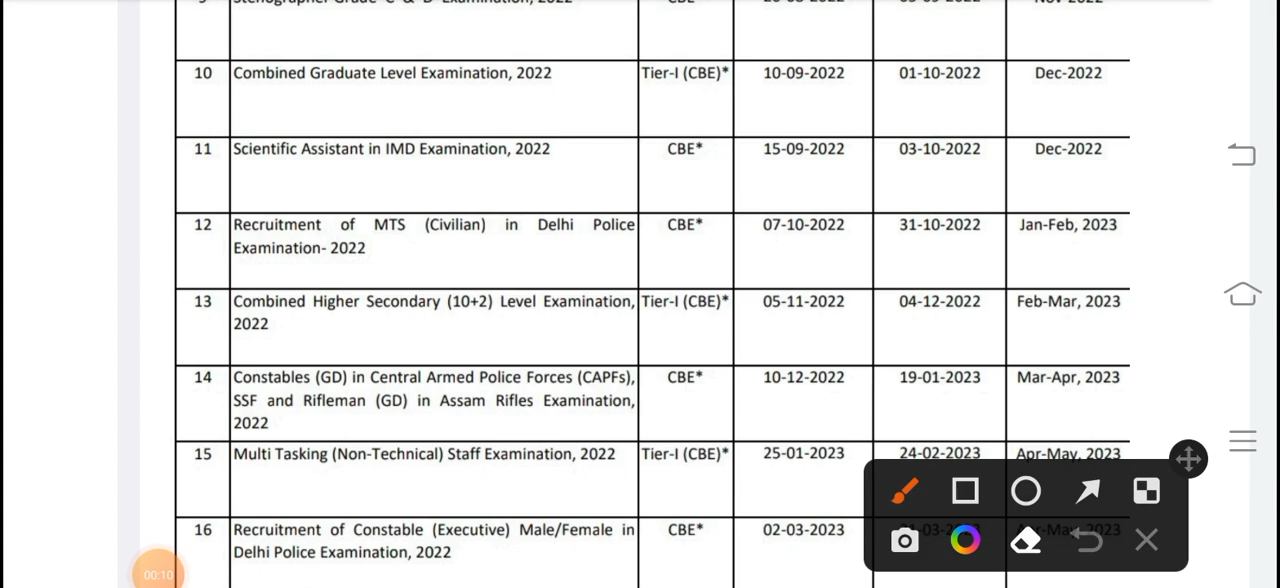 10 Combined Graduate Level Examination, 2022 Tier-I (CBE)* 10-09-2022 01-10-2022 Dec-2022
11 Scientific Assistant in IMD Examination, 2022 CBE* 15-09-2022 03-10-2022 Dec-2022
12 Recruitment of MTS (Civilian) in Delhi Police CBE* 07-10-2022 31-10-2022 Jan-Feb, 2023
Examination- 2022
13 Combined Higher Secondary (10+2) Level Examination, Tier-I (CBE)* 05-11-2022 04-12-2022 Feb-Mar, 2023
2022
14 Constables (GD) in Central Armed Police Forces (CAPFs), CBE* 10-12-2022 19-01-2023 Mar-Apr, 2023
SSF and Rifleman (GD) in Assam Rifles Examination,
2022
15 Multi Tasking (Non-Technical) Staff Examination, 2022 Tier-I (CBE)* 25-01-2023 24-02-2023 Apr-May, 2023
16 Recruitment of Constable (Executive) Male/Female in CBE* 02-03-2023
Delhi Police Examination, 2022
00:10